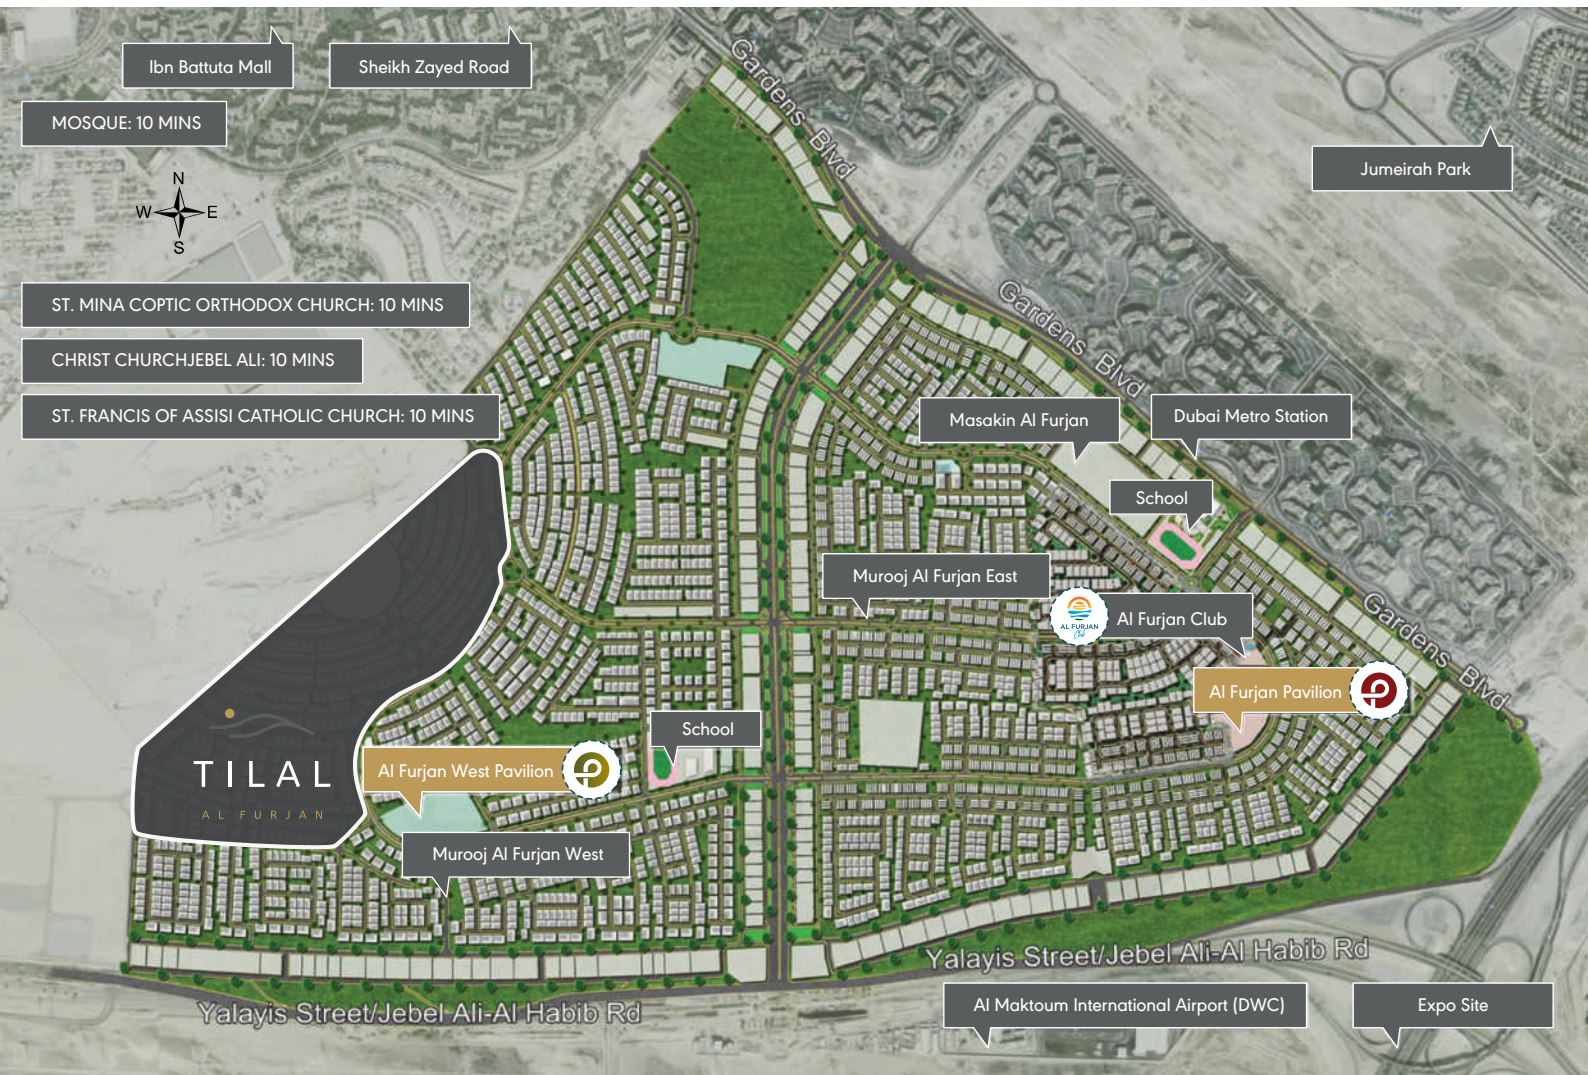 Ibn Battuta Mall
Sheikh Zayed Road
MOSQUE: 10 MINS
N
W E
S
Gardens Blvd
Jumeirah Park
ST. MINA COPTIC ORTHODOX CHURCH: 10 MINS
CHRIST CHURCHJEBEL ALI: 10 MINS
ST. FRANCIS OF ASSISI CATHOLIC CHURCH: 10 MINS
Gardens Blvd
Masakin Al Furjan
Dubai Metro Station
School
Murooj Al Furjan East
AL FURJAN
Club
Al Furjan Club
Gardens Blvd
Al Furjan Pavilion
School
TILAL
AL FURJAN
Al Furjan West Pavilion
Murooj Al Furjan West
Yalayis Street/Jebel Ali-Al Habib Rd
Yalayis Street/Jebel Ali-Al Habib Rd
Al Maktoum International Airport (DWC)
Expo Site